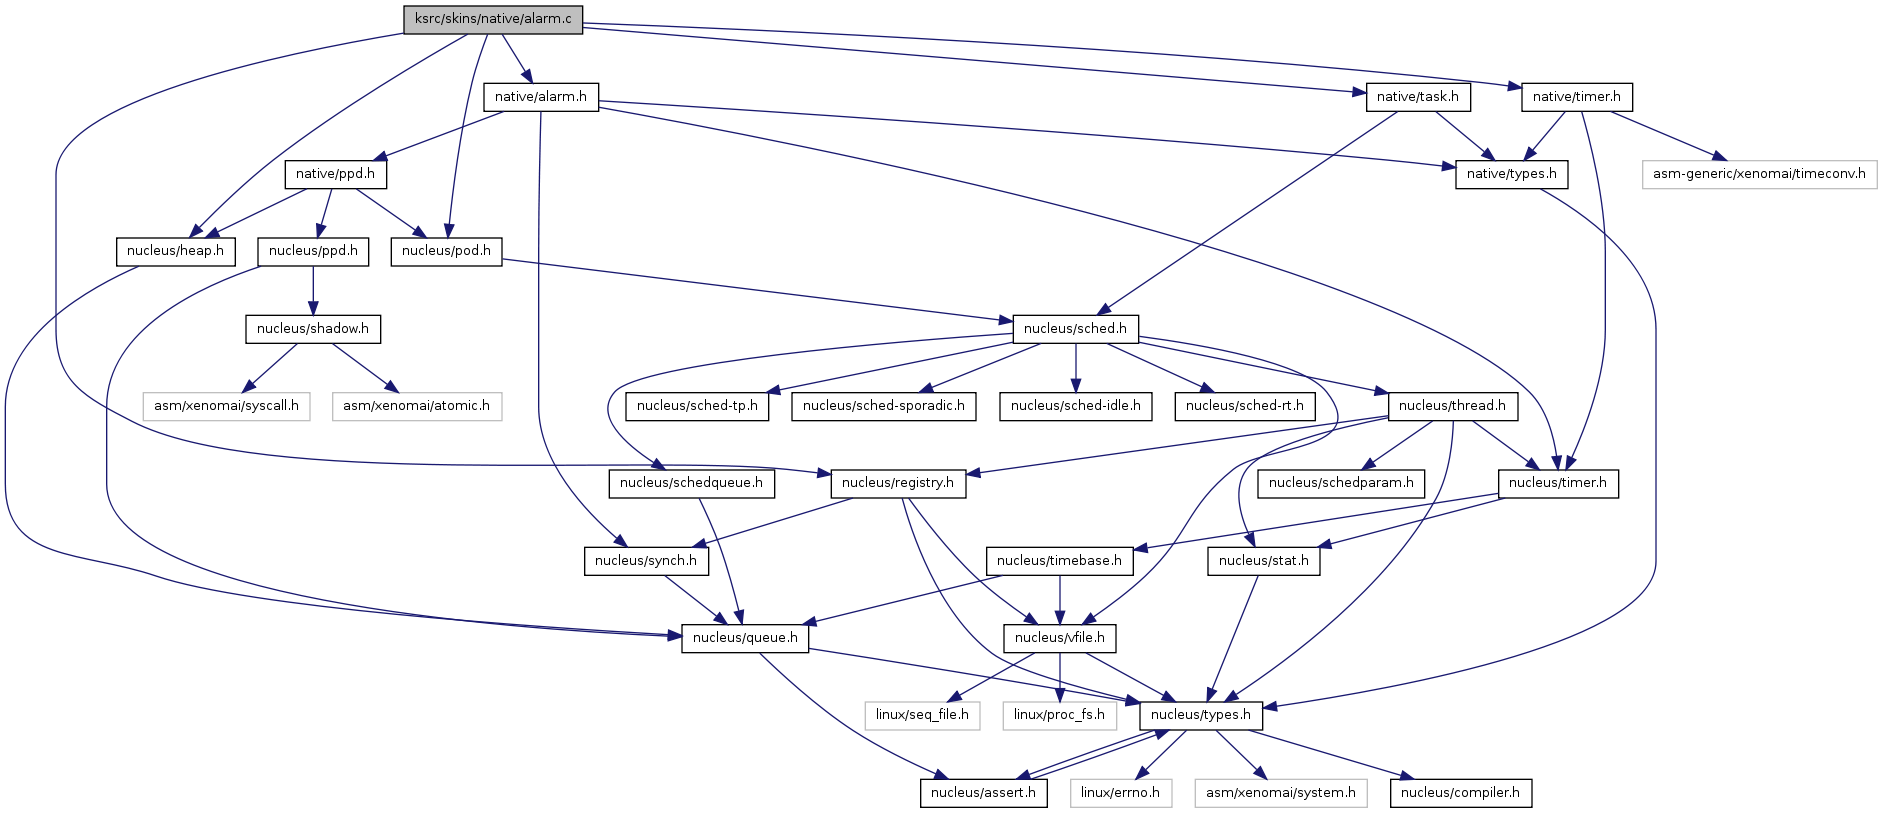 ksrc/skins/native/alarm.c
native/alarm.h
native/task.h
native/timer.h
native/ppd.h
native/types.h
asm-generic/xenomai/timeconv.h
nucleus/heap.h
nucleus/ppd.h
nucleus/pod.h
nucleus/shadow.h
nucleus/sched.h
asm/xenomai/syscall.h
asm/xenomai/atomic.h
nucleus/sched-tp.h
nucleus/sched-sporadic.h
nucleus/sched-idle.h
nucleus/sched-rt.h
nucleus/thread.h
nucleus/schedqueue.h
nucleus/registry.h
nucleus/schedparam.h
nucleus/timer.h
nucleus/synch.h
nucleus/timebase.h
nucleus/stat.h
nucleus/queue.h
nucleus/vfile.h
linux/seq_file.h
linux/proc_fs.h
nucleus/types.h
nucleus/assert.h
linux/errno.h
asm/xenomai/system.h
nucleus/compiler.h